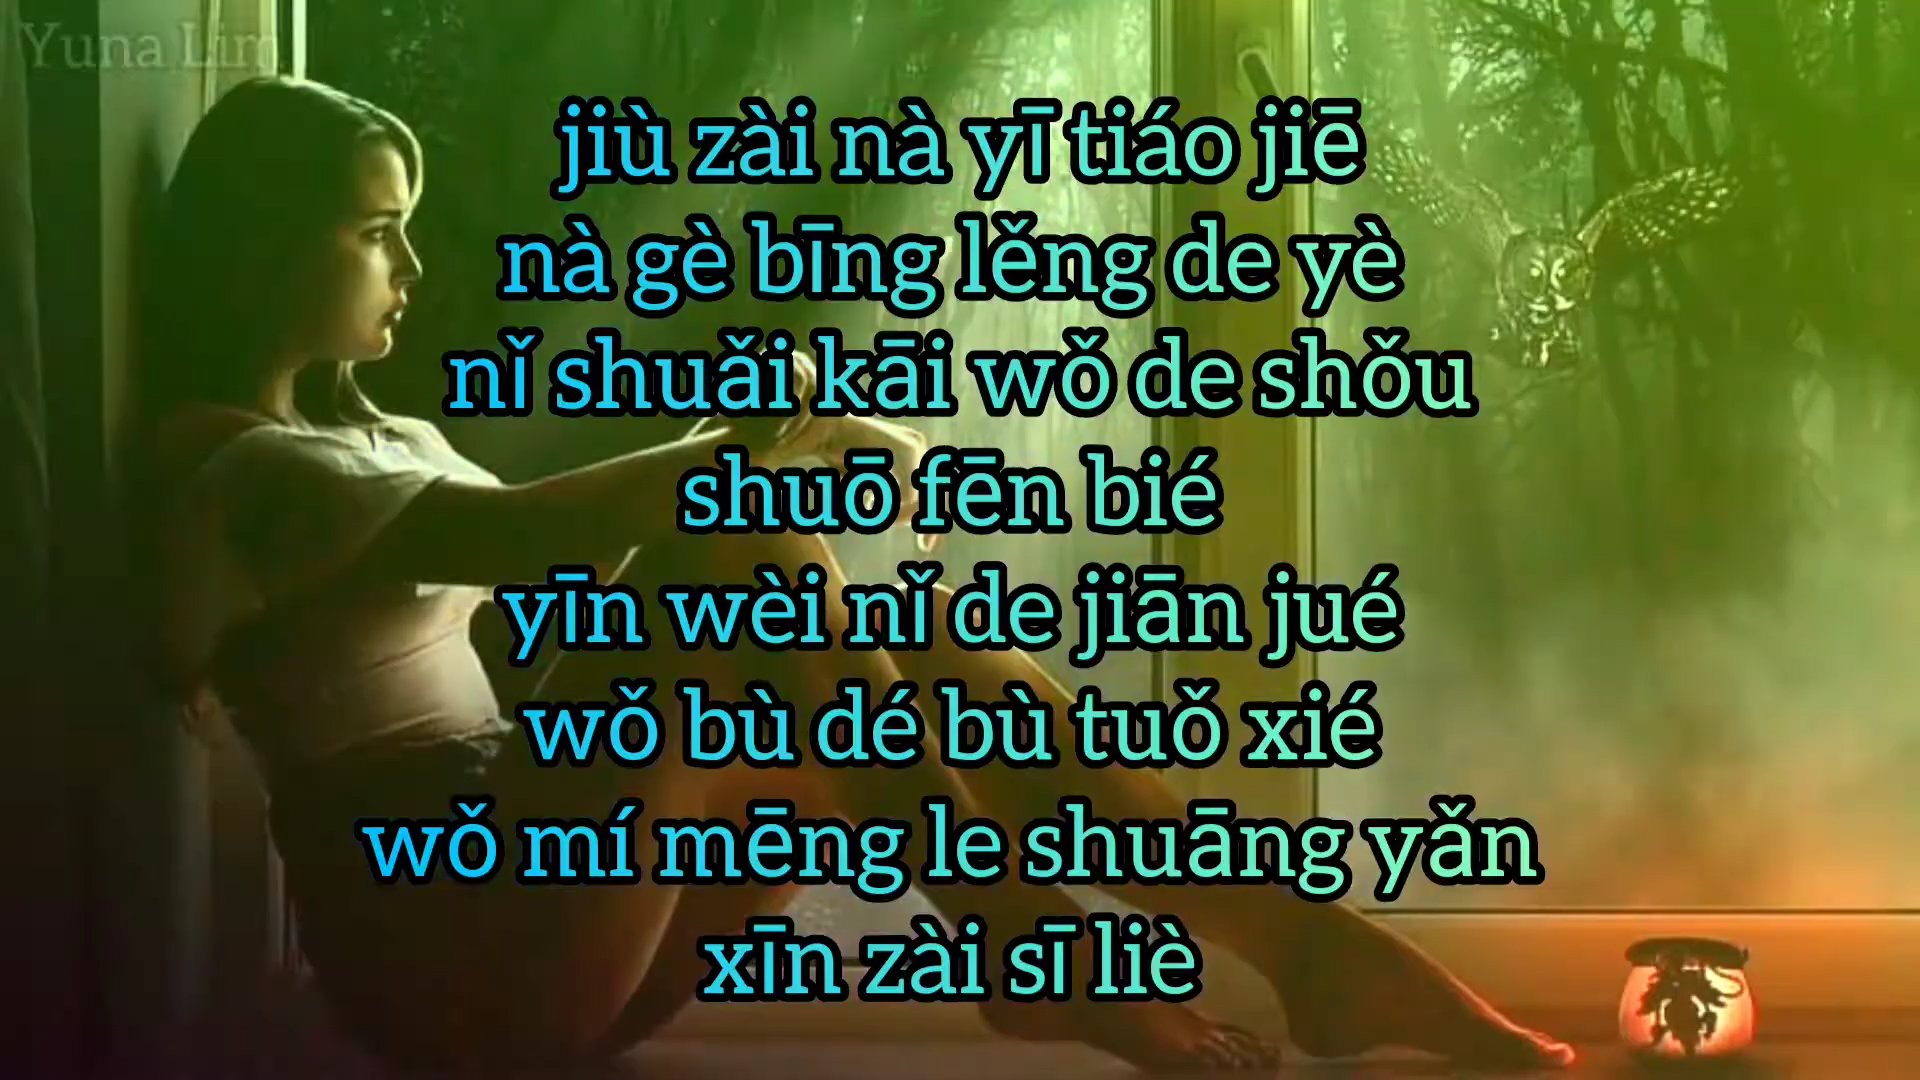 Yuna Lim
jiù zài nà yī tiáo jiē
nà gè bīng lěng de yè
nǐ shuǎi kāi wǒ de shǒu
shuō fēn bié
yīn wèi nǐ de jiān jué
wǒ bù dé bù tuǒ xié
wǒ mí mēng le shuāng yǎn
xīn zài sī liè